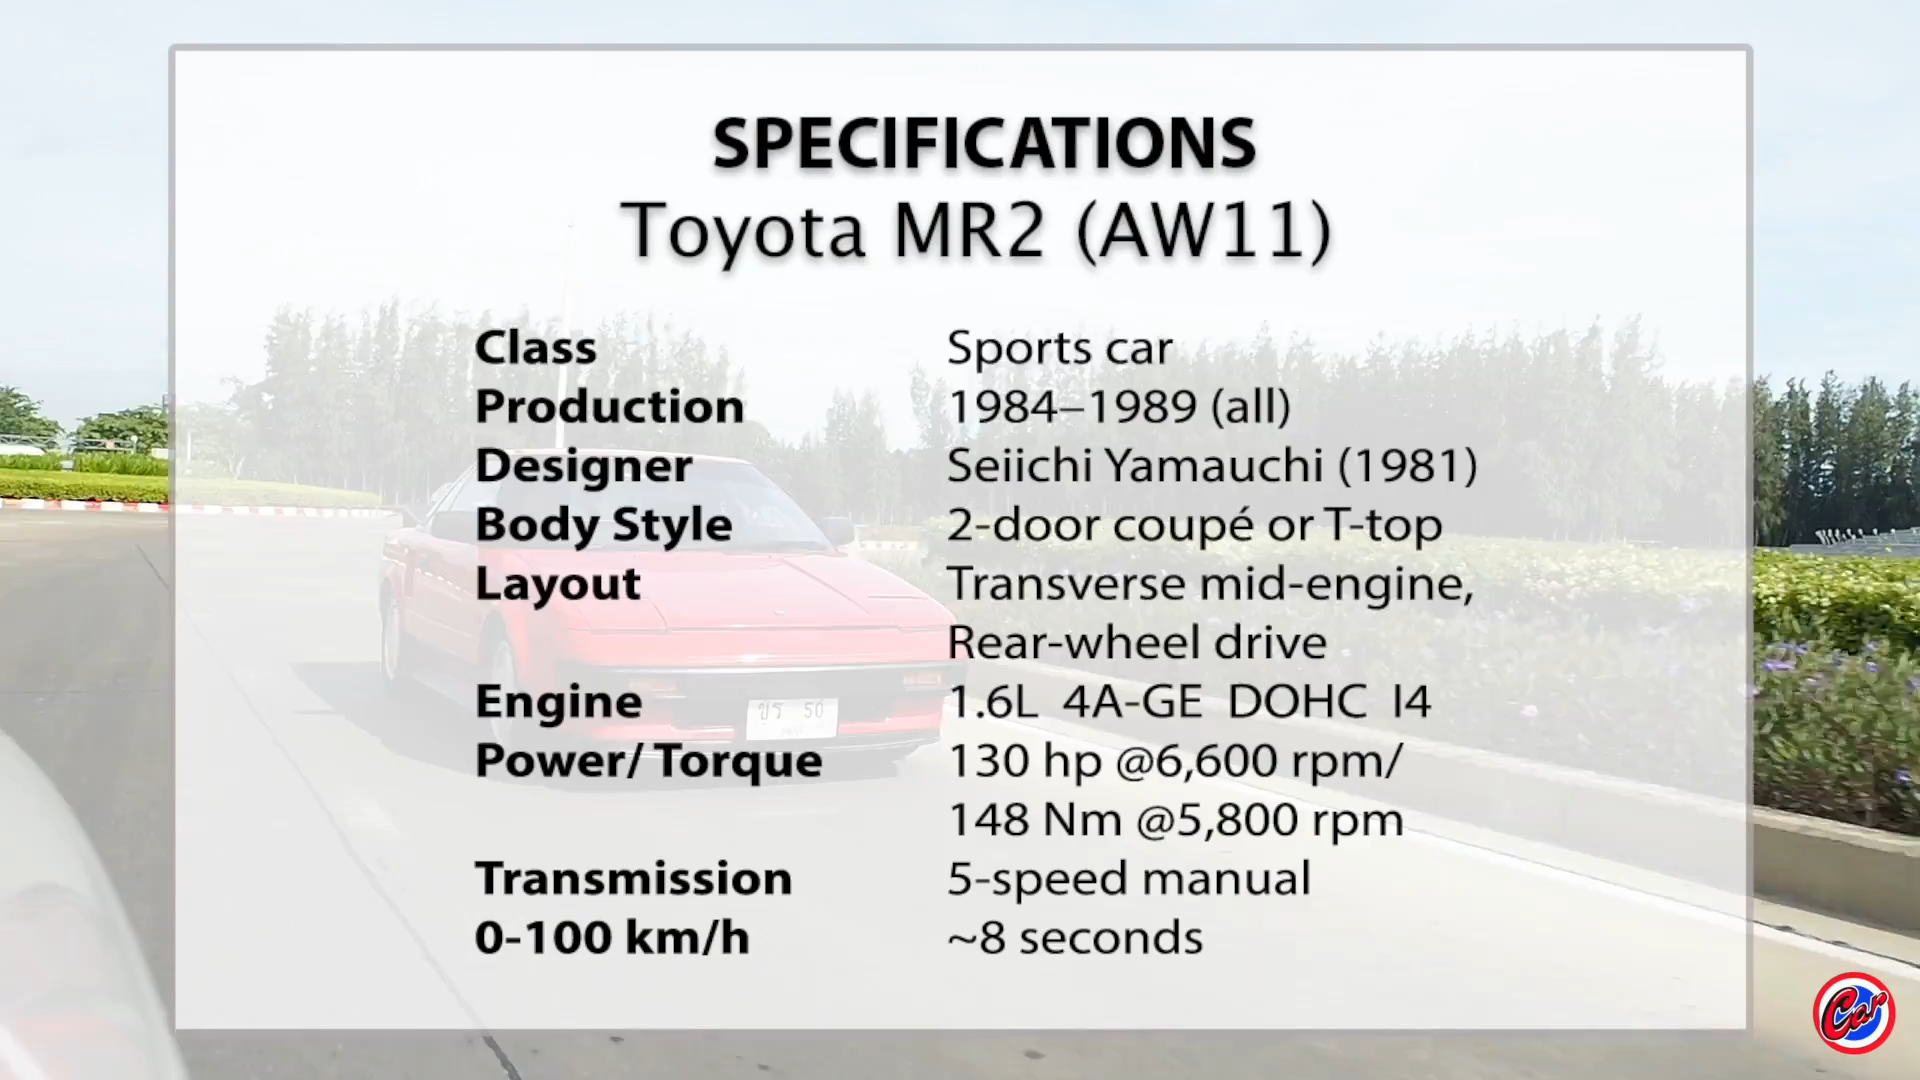 SPECIFICATIONS
Toyota MR2 (AW11)
Class Sports car
Production 1984–1989 (all)
Designer Seiichi Yamauchi (1981)
Body Style 2-door coupé or T-top
Layout Transverse mid-engine,
Rear-wheel drive
Engine 1.6L 4A-GE DOHC I4
Power/ Torque 130 hp @6,600 rpm/
148 Nm @5,800 rpm
Transmission 5-speed manual
0-100 km/h ~8 seconds
ขร 50
Car